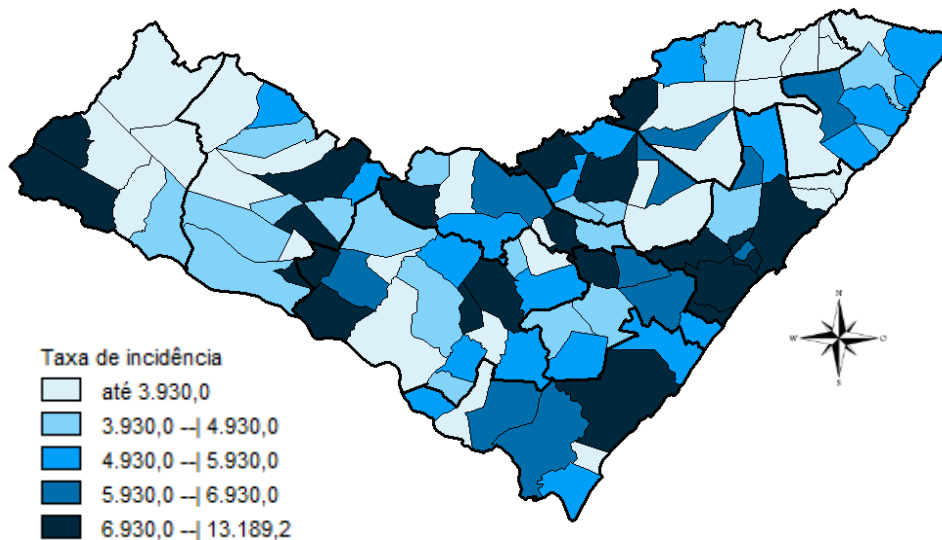 N
W
O
S
Taxa de incidência
até 3.930,0
3.930,0 --| 4.930,0
4.930,0 --| 5.930,0
5.930,0 --| 6.930,0
6.930,0 --| 13.189,2